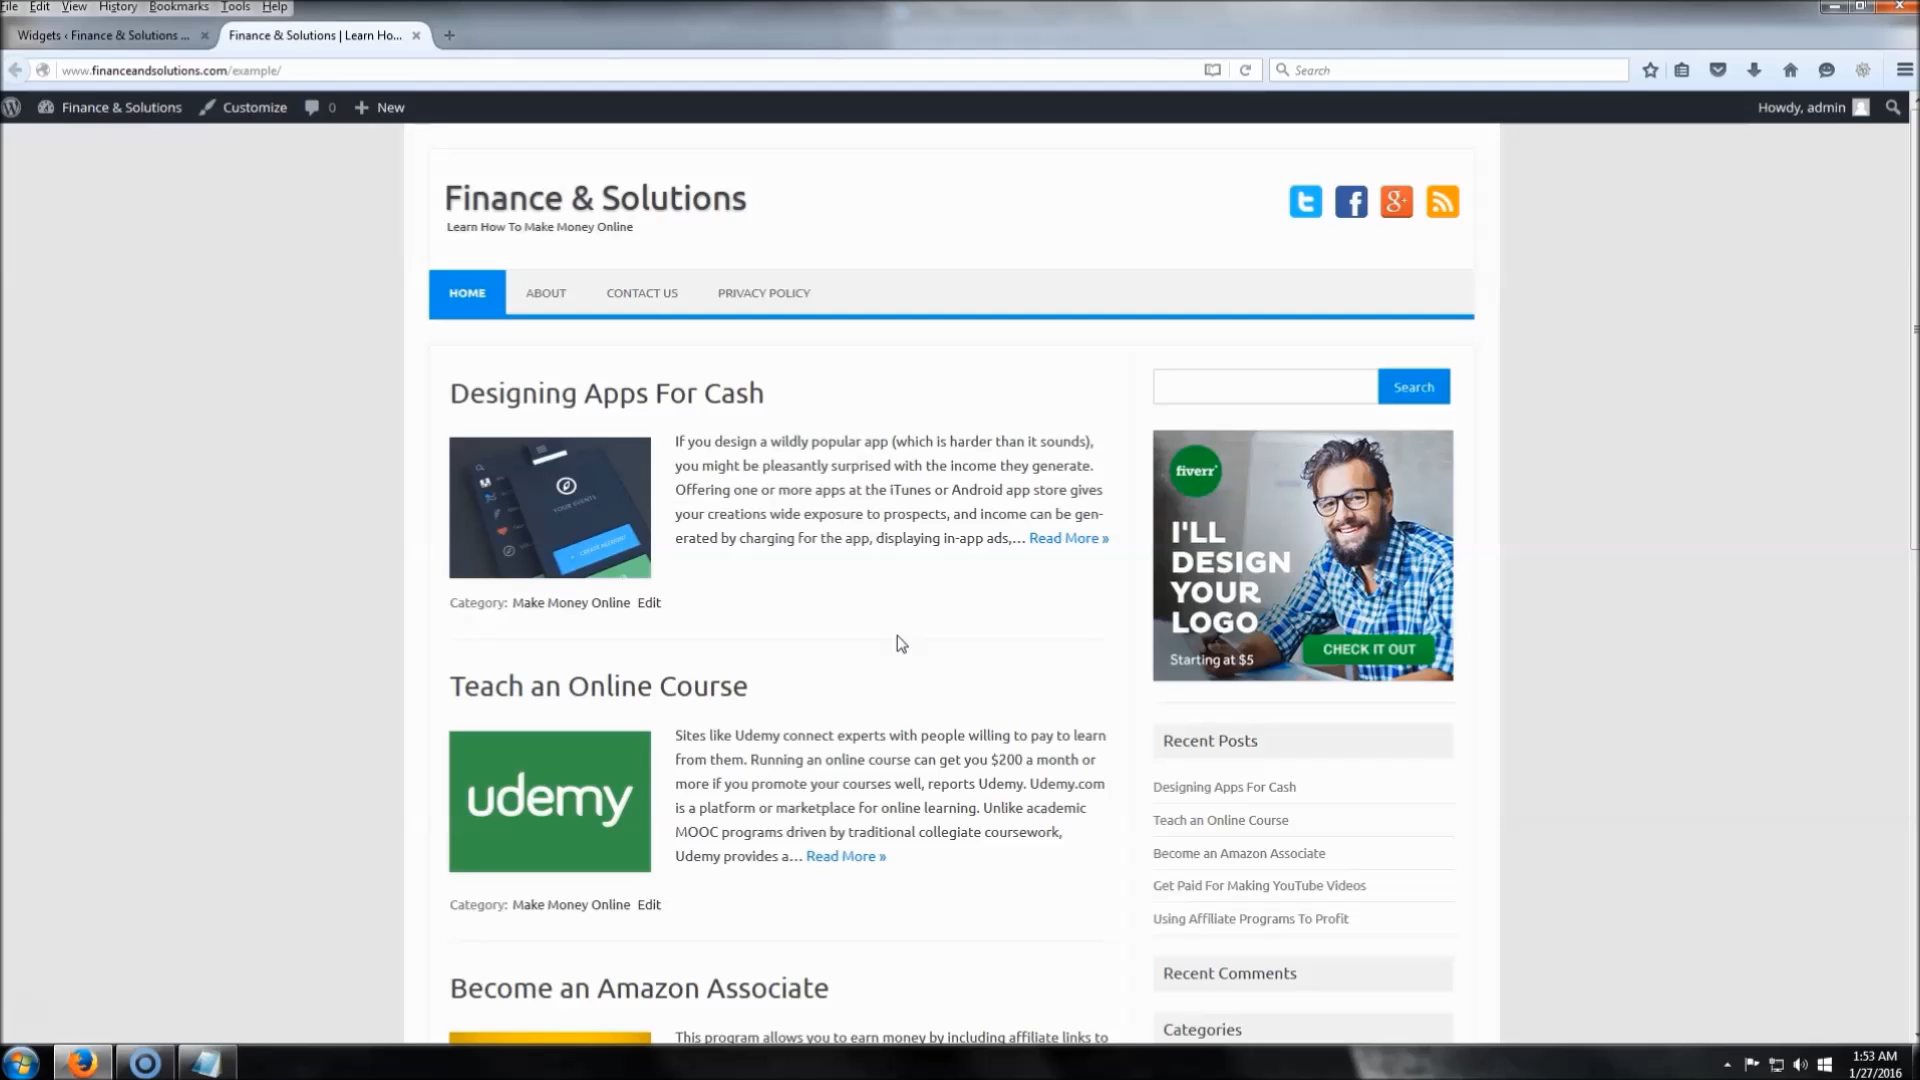 File Edit View History Bookmarks Tools Help
Widgets ‹ Finance & Solutions ...
Finance & Solutions | Learn Ho...
www.financeandsolutions.com/example/
Search
Finance & Solutions
Customize
0
New
Howdy, admin
Finance & Solutions
Learn How To Make Money Online
HOME
ABOUT
CONTACT US
PRIVACY POLICY
Designing Apps For Cash
If you design a wildly popular app (which is harder than it sounds),
you might be pleasantly surprised with the income they generate.
Offering one or more apps at the iTunes or Android app store gives
your creations wide exposure to prospects, and income can be gen-
erated by charging for the app, displaying in-app ads,... Read More »
YOUR EVENTS
Category: Make Money Online Edit
Teach an Online Course
udemy
Sites like Udemy connect experts with people willing to pay to learn
from them. Running an online course can get you $200 a month or
more if you promote your courses well, reports Udemy. Udemy.com
is a platform or marketplace for online learning. Unlike academic
MOOC programs driven by traditional collegiate coursework,
Udemy provides a... Read More »
Category: Make Money Online Edit
Become an Amazon Associate
This program allows you to earn money by including affiliate links to
Search
fiverr
I'LL
DESIGN
YOUR
LOGO
Starting at $5
CHECK IT OUT
Recent Posts
Designing Apps For Cash
Teach an Online Course
Become an Amazon Associate
Get Paid For Making YouTube Videos
Using Affiliate Programs To Profit
Recent Comments
Categories
1:53 AM
1/27/2016